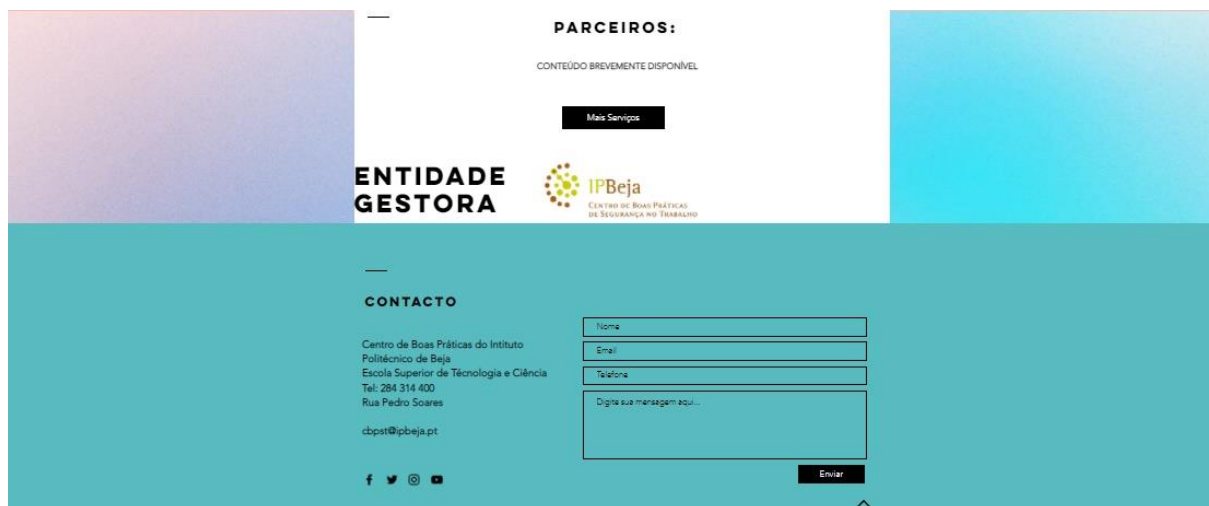 PARCEIROS:
CONTEÚDO BREVEMENTE DISPONÍVEL
Mais Serviços
ENTIDADE
GESTORA
IPBeja
CENTRO DE BOAS PRÁTICAS
DE SEGURANÇA NO TRABALHO
CONTACTO
Centro de Boas Práticas do Intituto
Politécnico de Beja
Escola Superior de Técnologia e Ciência
Tel: 284 314 400
Rua Pedro Soares
cbpst@ipbeja.pt
Nome
Email
Telefone
Digite sua mensagem aqui...
Enviar